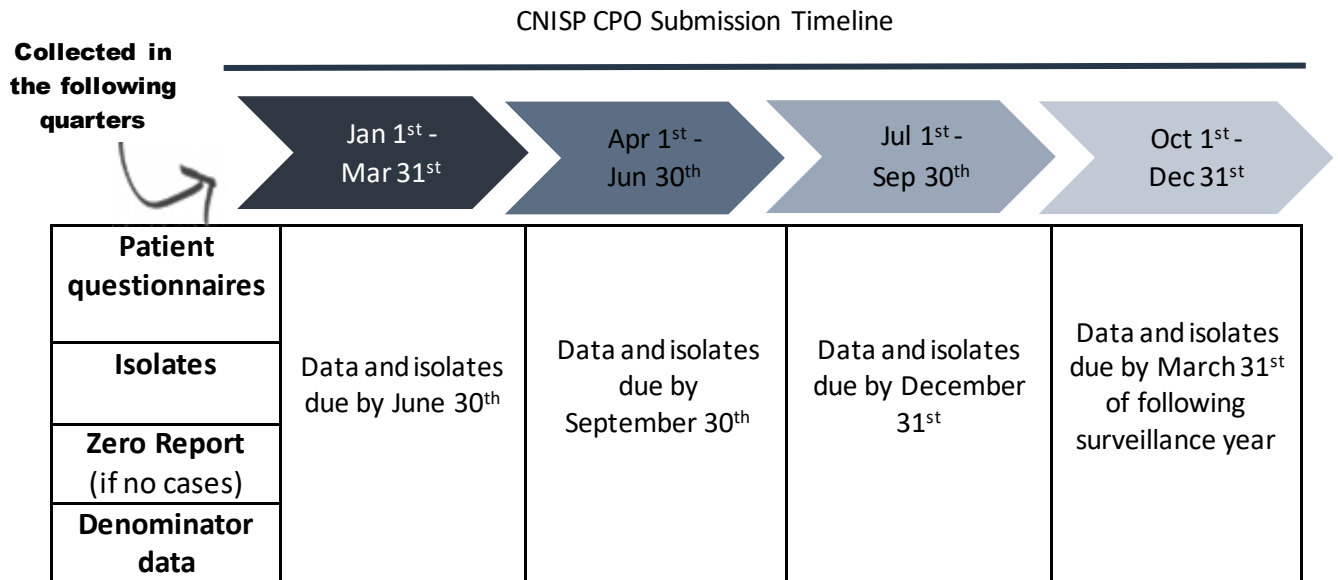 CNISP CPO Submission Timeline
Collected in
the following
quarters
Jan 1st -
Mar 31st
Apr 1st -
Jun 30th
Jul 1st -
Sep 30th
Oct 1st -
Dec 31st
Patient
questionnaires
Isolates
Zero Report
(if no cases)
Denominator
data
Data and isolates
due by June 30th
Data and isolates
due by
September 30th
Data and isolates
due by December
31st
Data and isolates
due by March 31st
of following
surveillance year